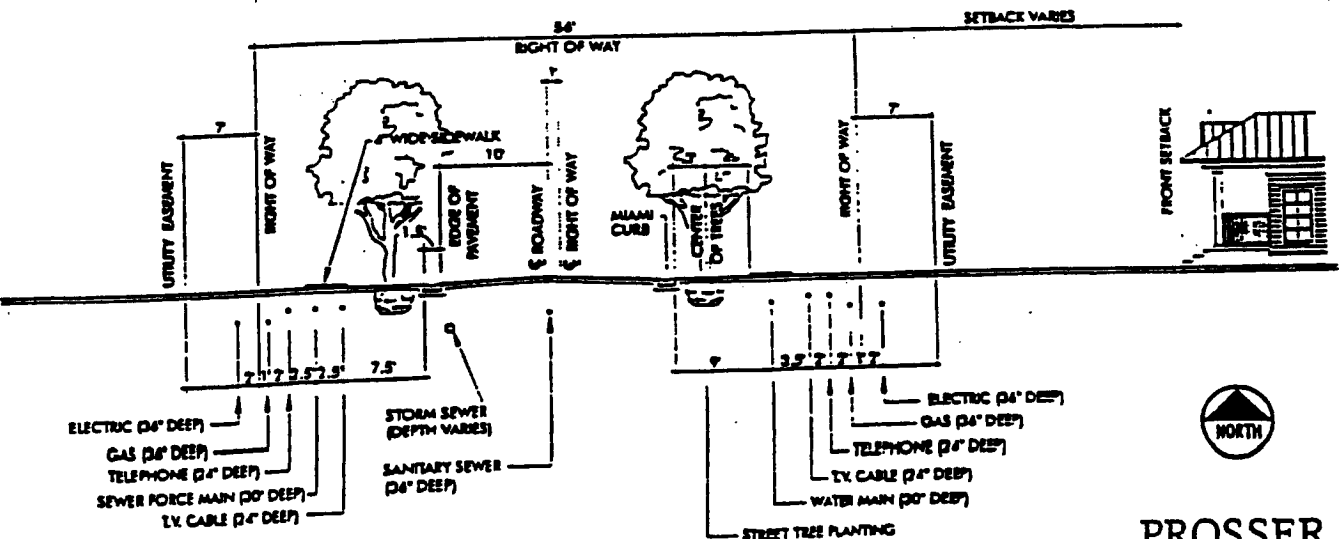 SETBACK VARIES
RIGHT OF WAY
7'
7'
WIDE SIDEWALK
10'
UTILITY EASEMENT
RIGHT OF WAY
EDGE OF
PAVEMENT
ROADWAY
RIGHT OF WAY
MIAMI
CURB
CENTER
OF TREES
RIGHT OF WAY
UTILITY EASEMENT
FRONT SETBACK
7.5'
9'
ELECTRIC (36" DEEP)
GAS (36" DEEP)
TELEPHONE (24" DEEP)
SEWER FORCE MAIN (30" DEEP)
T.V. CABLE (24" DEEP)
STORM SEWER
(DEPTH VARIES)
SANITARY SEWER
(36" DEEP)
ELECTRIC (36" DEEP)
GAS (36" DEEP)
TELEPHONE (24" DEEP)
T.V. CABLE (24" DEEP)
WATER MAIN (30" DEEP)
STREET TREE PLANTING
NORTH
PROSSER